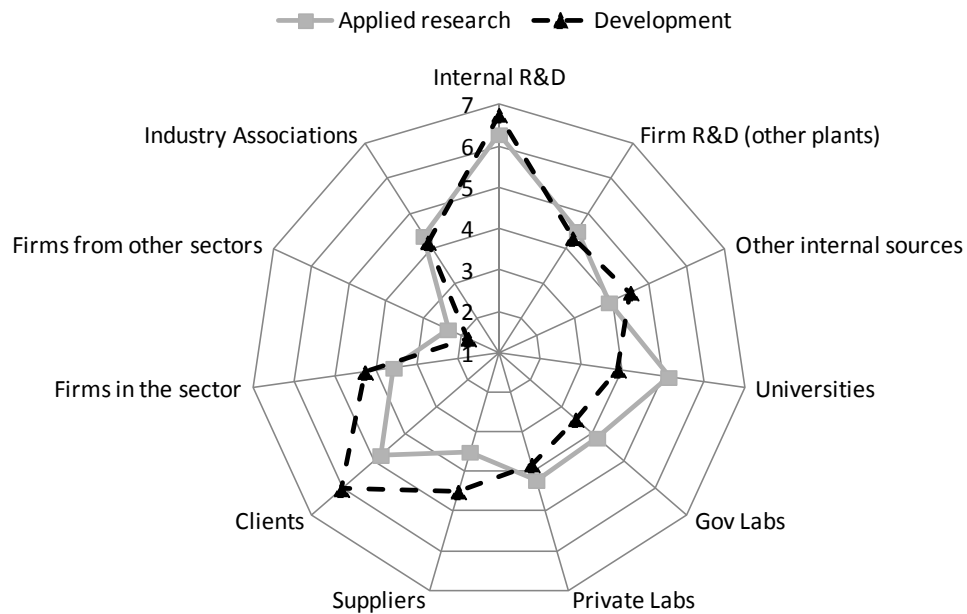 Applied research
Development
Internal R&D
Firm R&D (other plants)
Other internal sources
Universities
Gov Labs
Private Labs
Suppliers
Clients
Firms in the sector
Firms from other sectors
Industry Associations
7
6
5
4
3
2
1